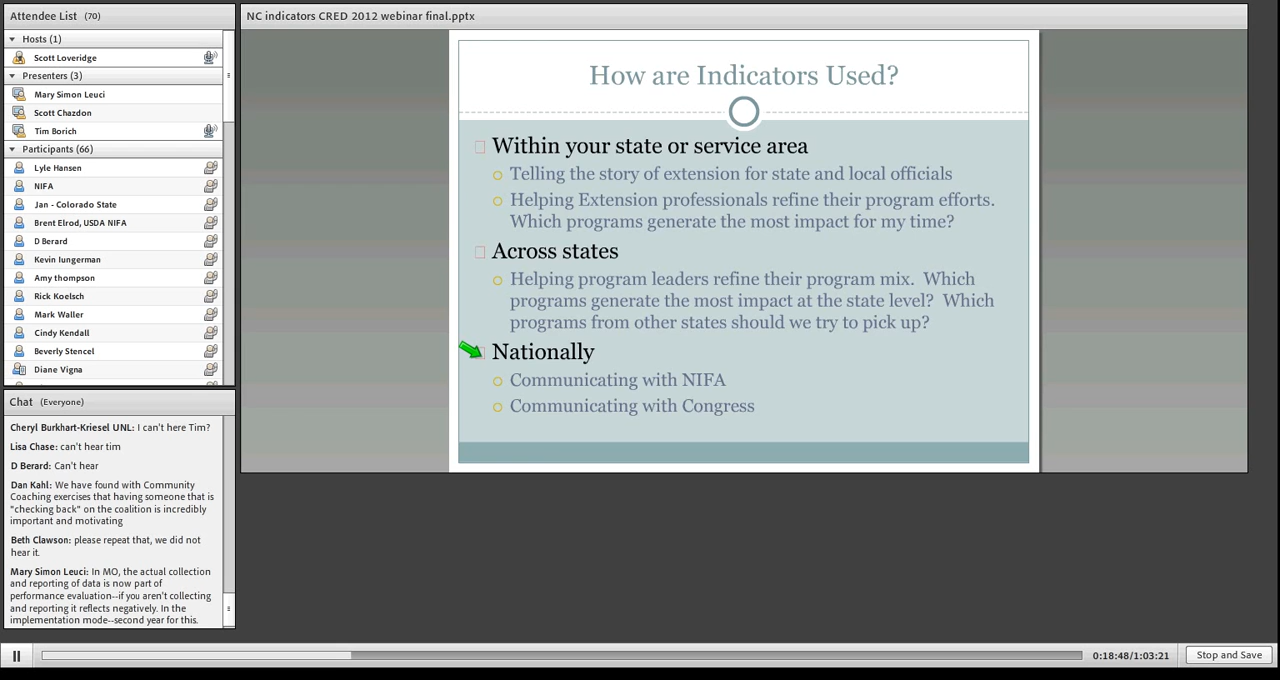 Attendee List (70)
Hosts (1)
Scott Loveridge
Presenters (3)
Mary Simon Leuci
Scott Chazdon
Tim Borich
Participants (66)
Lyle Hansen
NIFA
Jan - Colorado State
Brent Elrod, USDA NIFA
D Berard
Kevin Iungerman
Amy thompson
Rick Koelsch
Mark Waller
Cindy Kendall
Beverly Stencel
Diane Vigna
Chat (Everyone)
Cheryl Burkhart-Kriesel UNL: I can't here Tim?
Lisa Chase: can't hear tim
D Berard: Can't hear
Dan Kahl: We have found with Community
Coaching exercises that having someone that is
"checking back" on the coalition is incredibly
important and motivating
Beth Clawson: please repeat that, we did not
hear it.
Mary Simon Leuci: In MO, the actual collection
and reporting of data is now part of
performance evaluation--if you aren't collecting
and reporting it reflects negatively. In the
implementation mode--second year for this.
NC indicators CRED 2012 webinar final.pptx
How are Indicators Used?
Within your state or service area
Telling the story of extension for state and local officials
Helping Extension professionals refine their program efforts.
Which programs generate the most impact for my time?
Across states
Helping program leaders refine their program mix.  Which
programs generate the most impact at the state level?  Which
programs from other states should we try to pick up?
Nationally
Communicating with NIFA
Communicating with Congress
0:18:48/1:03:21
Stop and Save